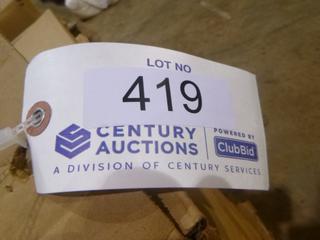 LOT NO
419
CENTURY
AUCTIONS
POWERED BY
ClubBid
A DIVISION OF CENTURY SERVICES